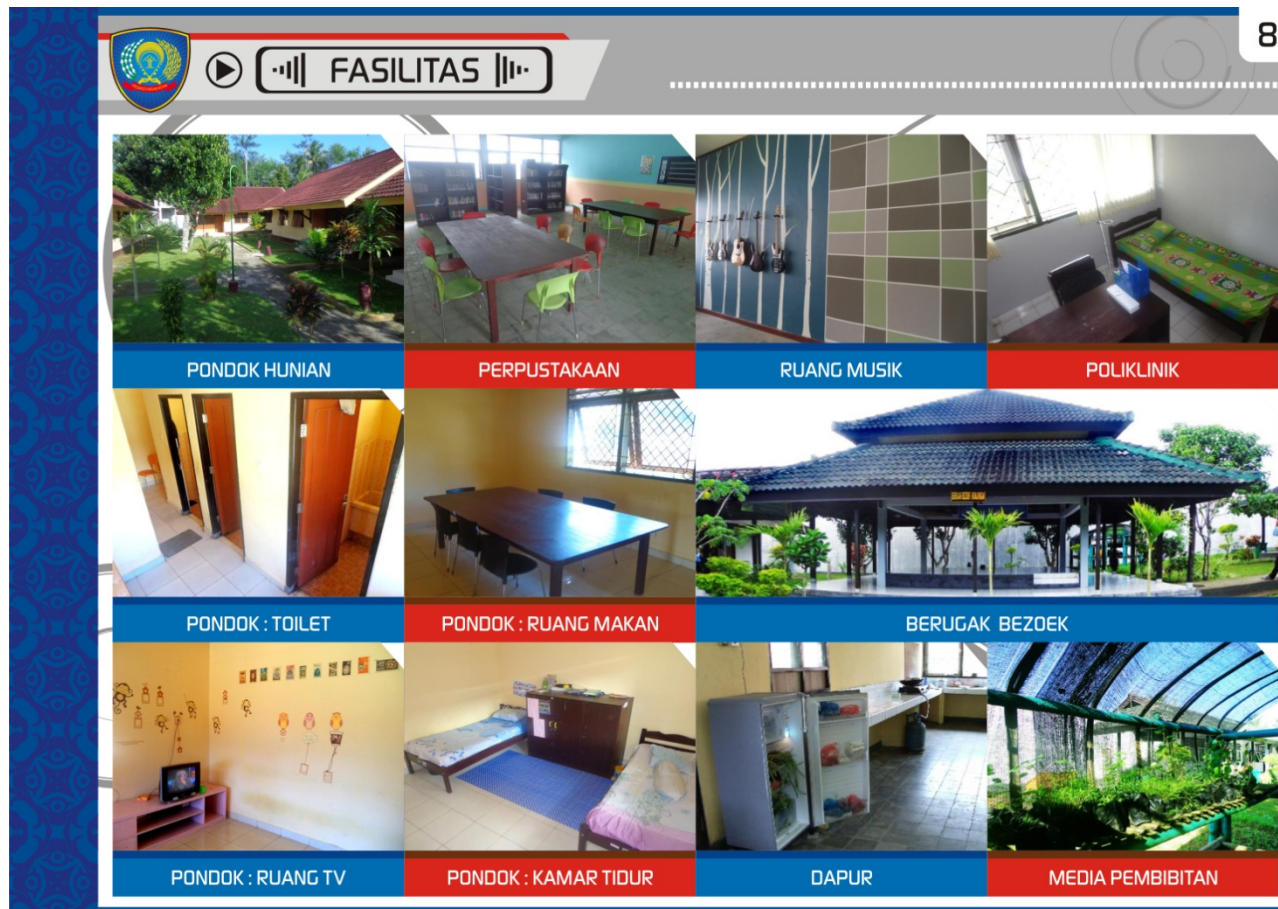 8
FASILITAS
PONDOK HUNIAN
PERPUSTAKAAN
RUANG MUSIK
POLIKLINIK
PONDOK : TOILET
PONDOK : RUANG MAKAN
BERUGAK BEZOEK
PONDOK : RUANG TV
PONDOK : KAMAR TIDUR
DAPUR
MEDIA PEMBIBITAN